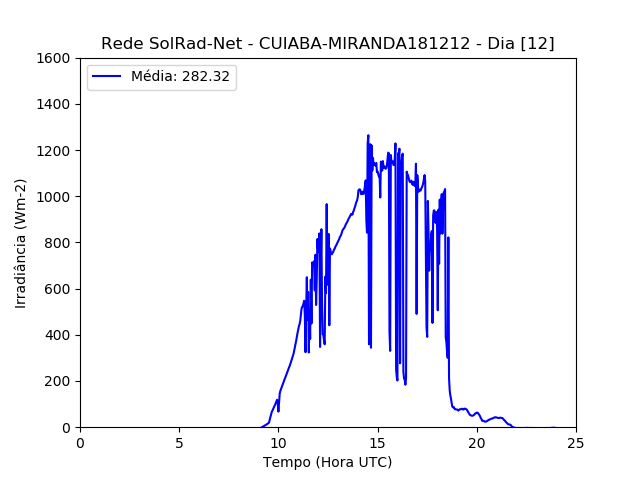 Rede SolRad-Net - CUIABA-MIRANDA181212 - Dia [12]
Média: 282.32
Irradiância (Wm-2)
1600
1400
1200
1000
800
600
400
200
0
0 5 10 15 20 25
Tempo (Hora UTC)